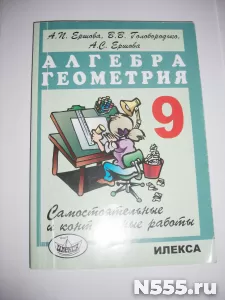 А.П. Ершова, В.В. Голобородько,
А.С. Ершова
АЛГЕБРА
ГЕОМЕТРИЯ
9
Самостоятельные
и контрольные работы
ИЛЕКСА
N555.ru